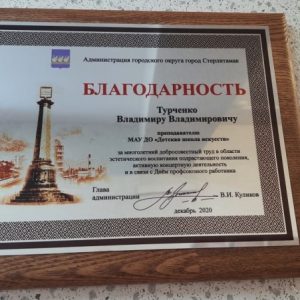 Администрация городского округа город Стерлитамак
БЛАГОДАРНОСТЬ
Турченко
Владимиру Владимировичу
преподавателю
МАУ ДО «Детская школа искусств»
за многолетний добросовестный труд в области
эстетического воспитания подрастающего поколения,
активную концертную деятельность
и в связи с Днём профсоюзного работника
Глава
администрации
В.И. Куликов
декабрь 2020